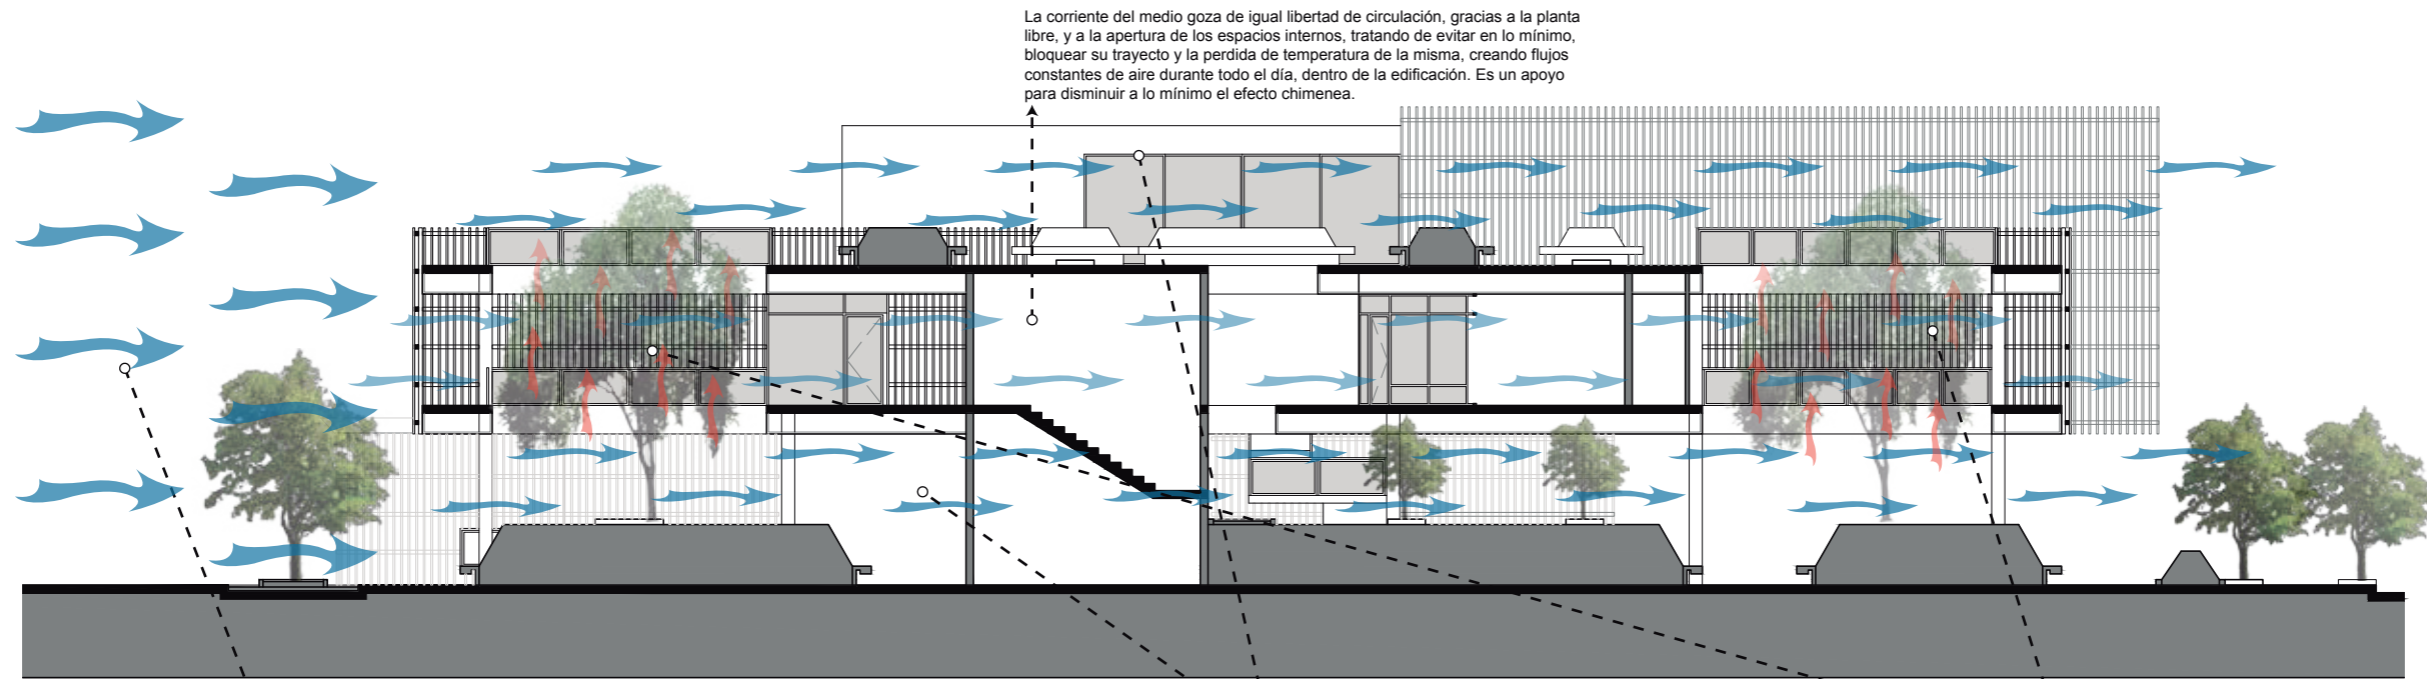 La corriente del medio goza de igual libertad de circulación, gracias a la planta
libre, y a la apertura de los espacios internos, tratando de evitar en lo mínimo,
bloquear su trayecto y la perdida de temperatura de la misma, creando flujos
constantes de aire durante todo el día, dentro de la edificación. Es un apoyo
para disminuir a lo mínimo el efecto chimenea.